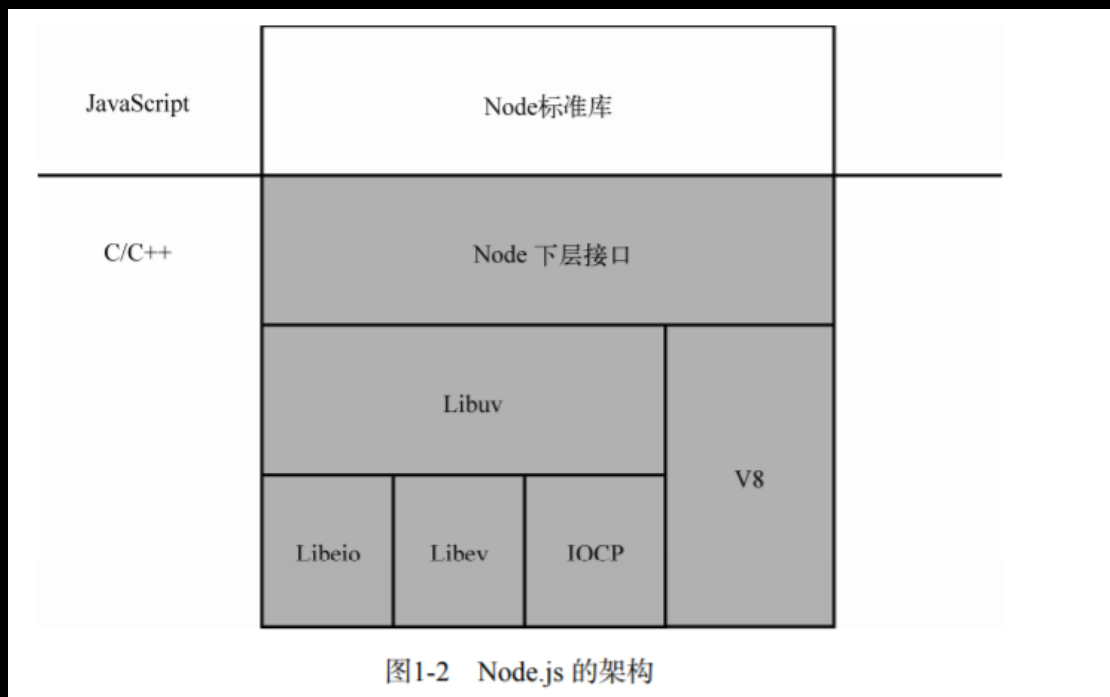 JavaScript
Node标准库
C/C++
Node 下层接口
Libuv
V8
Libeio
Libev
IOCP
图1-2 Node.js 的架构